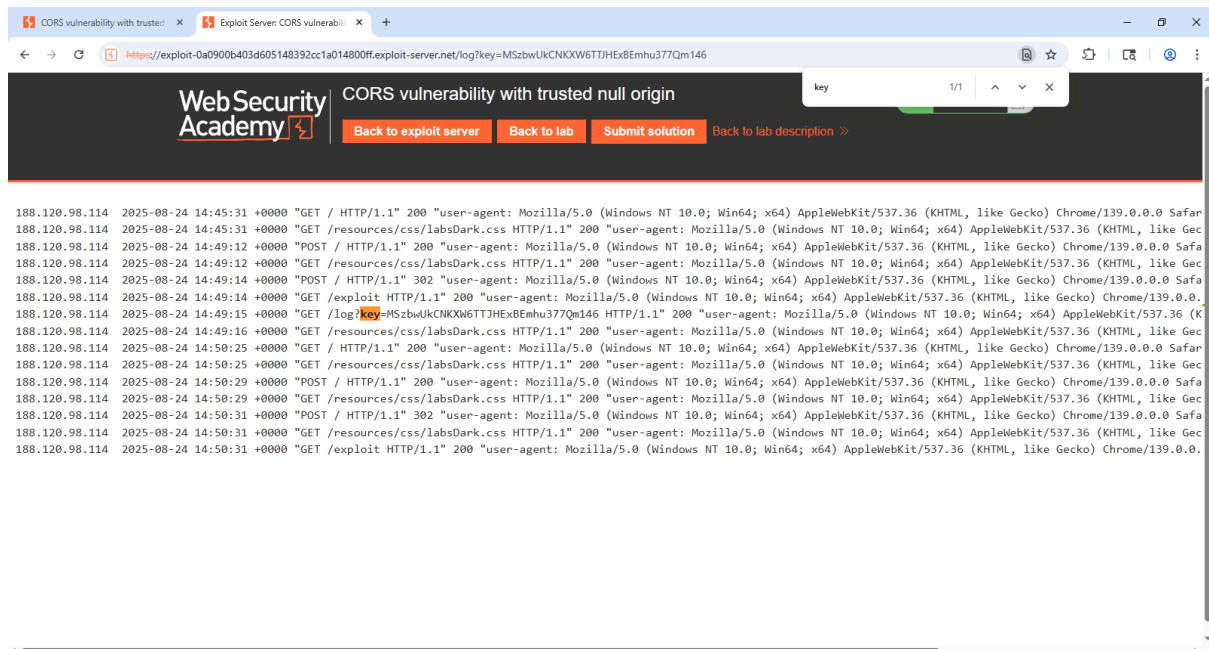 CORS vulnerability with trusted
Exploit Server: CORS vulnerabili
https://exploit-0a0900b403d605148392cc1a014800ff.exploit-server.net/log?key=MSzbwUkCNKXW6TTJHExBEmhu377Qm146
key 1/1
Web Security Academy
CORS vulnerability with trusted null origin
Back to exploit server Back to lab Submit solution Back to lab description
188.120.98.114 2025-08-24 14:45:31 +0000 "GET / HTTP/1.1" 200 "user-agent: Mozilla/5.0 (Windows NT 10.0; Win64; x64) AppleWebKit/537.36 (KHTML, like Gecko) Chrome/139.0.0.0 Safar
188.120.98.114 2025-08-24 14:45:31 +0000 "GET /resources/css/labsDark.css HTTP/1.1" 200 "user-agent: Mozilla/5.0 (Windows NT 10.0; Win64; x64) AppleWebKit/537.36 (KHTML, like Gec
188.120.98.114 2025-08-24 14:49:12 +0000 "POST / HTTP/1.1" 200 "user-agent: Mozilla/5.0 (Windows NT 10.0; Win64; x64) AppleWebKit/537.36 (KHTML, like Gecko) Chrome/139.0.0.0 Safa
188.120.98.114 2025-08-24 14:49:12 +0000 "GET /resources/css/labsDark.css HTTP/1.1" 200 "user-agent: Mozilla/5.0 (Windows NT 10.0; Win64; x64) AppleWebKit/537.36 (KHTML, like Gec
188.120.98.114 2025-08-24 14:49:14 +0000 "POST / HTTP/1.1" 302 "user-agent: Mozilla/5.0 (Windows NT 10.0; Win64; x64) AppleWebKit/537.36 (KHTML, like Gecko) Chrome/139.0.0.0 Safa
188.120.98.114 2025-08-24 14:49:14 +0000 "GET /exploit HTTP/1.1" 200 "user-agent: Mozilla/5.0 (Windows NT 10.0; Win64; x64) AppleWebKit/537.36 (KHTML, like Gecko) Chrome/139.0.0.
188.120.98.114 2025-08-24 14:49:15 +0000 "GET /log?key=MSzbwUkCNKXW6TTJHExBEmhu377Qm146 HTTP/1.1" 200 "user-agent: Mozilla/5.0 (Windows NT 10.0; Win64; x64) AppleWebKit/537.36 (K
188.120.98.114 2025-08-24 14:49:16 +0000 "GET /resources/css/labsDark.css HTTP/1.1" 200 "user-agent: Mozilla/5.0 (Windows NT 10.0; Win64; x64) AppleWebKit/537.36 (KHTML, like Gec
188.120.98.114 2025-08-24 14:50:25 +0000 "GET / HTTP/1.1" 200 "user-agent: Mozilla/5.0 (Windows NT 10.0; Win64; x64) AppleWebKit/537.36 (KHTML, like Gecko) Chrome/139.0.0.0 Safar
188.120.98.114 2025-08-24 14:50:25 +0000 "GET /resources/css/labsDark.css HTTP/1.1" 200 "user-agent: Mozilla/5.0 (Windows NT 10.0; Win64; x64) AppleWebKit/537.36 (KHTML, like Gec
188.120.98.114 2025-08-24 14:50:29 +0000 "POST / HTTP/1.1" 200 "user-agent: Mozilla/5.0 (Windows NT 10.0; Win64; x64) AppleWebKit/537.36 (KHTML, like Gecko) Chrome/139.0.0.0 Safa
188.120.98.114 2025-08-24 14:50:29 +0000 "GET /resources/css/labsDark.css HTTP/1.1" 200 "user-agent: Mozilla/5.0 (Windows NT 10.0; Win64; x64) AppleWebKit/537.36 (KHTML, like Gec
188.120.98.114 2025-08-24 14:50:31 +0000 "POST / HTTP/1.1" 302 "user-agent: Mozilla/5.0 (Windows NT 10.0; Win64; x64) AppleWebKit/537.36 (KHTML, like Gecko) Chrome/139.0.0.0 Safa
188.120.98.114 2025-08-24 14:50:31 +0000 "GET /resources/css/labsDark.css HTTP/1.1" 200 "user-agent: Mozilla/5.0 (Windows NT 10.0; Win64; x64) AppleWebKit/537.36 (KHTML, like Gec
188.120.98.114 2025-08-24 14:50:31 +0000 "GET /exploit HTTP/1.1" 200 "user-agent: Mozilla/5.0 (Windows NT 10.0; Win64; x64) AppleWebKit/537.36 (KHTML, like Gecko) Chrome/139.0.0.